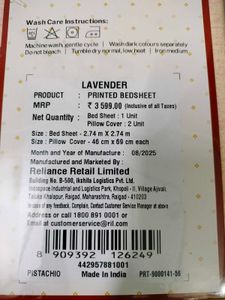 Wash Care Instructions:
Machine wash, gentle cycle | Wash dark colours separately
Do not bleach | Tumble dry normal, low heat | Iron medium
LAVENDER
PRODUCT : PRINTED BEDSHEET
MRP : ₹ 3 599.00 (Inclusive of all Taxes)
Net Quantity : Bed Sheet : 1 Unit
Pillow Cover : 2 Unit
Size : Bed Sheet - 2.74 m X 2.74 m
Size : Pillow Cover - 46 cm X 69 cm each
Month and Year of Manufacture : 08/2025
Manufactured and Marketed By:
Reliance Retail Limited
Building No. B-500, Ikshita Logistics Pvt. Ltd.
Indospace Industrial and Logistics Park, Khopoli - II, Village Ajivali,
Taluka Khalapur, Raigad, Maharashtra, Raigad - 410203
In case of any feedback, Complain, Contact Customer Service Manager at above
Address or call 1800 891 0001 or
Email at customerservice@ril.com
8 909392 126249
442957881001
PISTACHIO
Made In India
PRT-9000141-56